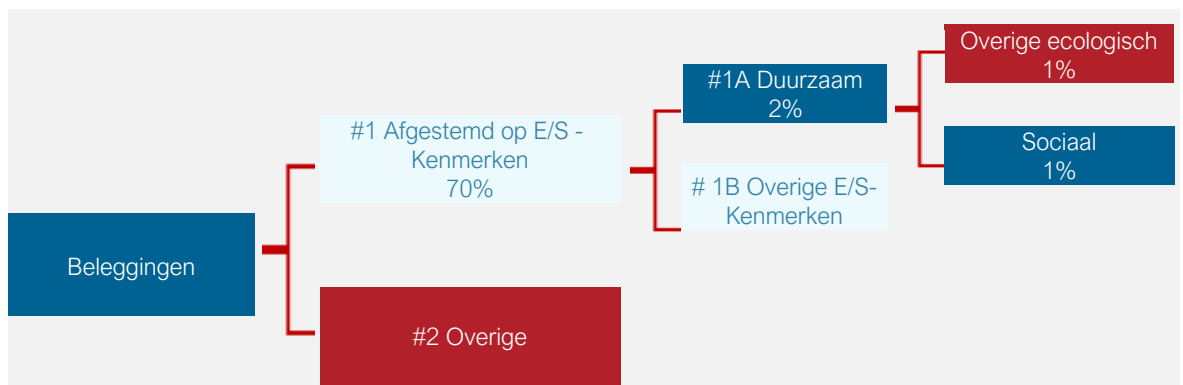 Beleggingen
#1 Afgestemd op E/S -
Kenmerken
70%
#2 Overige
#1A Duurzaam
2%
# 1B Overige E/S-
Kenmerken
Overige ecologisch
1%
Sociaal
1%